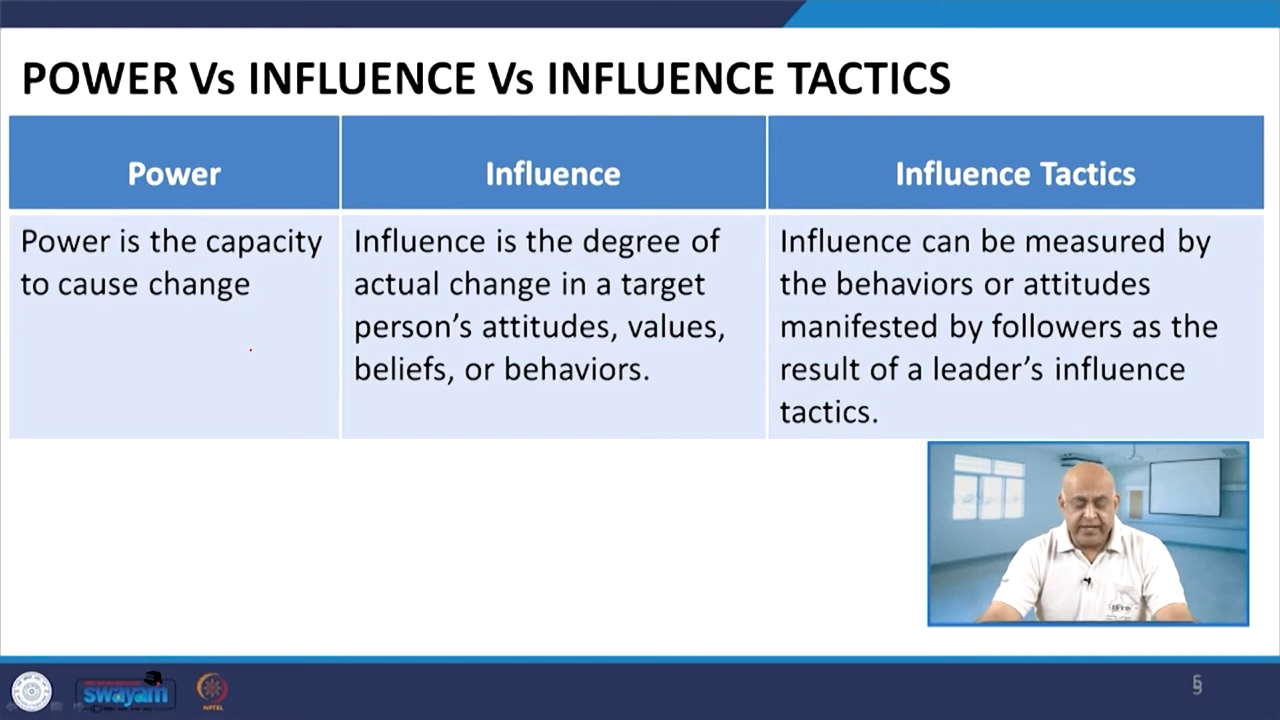 POWER Vs INFLUENCE Vs INFLUENCE TACTICS
Power
Influence
Influence Tactics
Power is the capacity
to cause change
Influence is the degree of
actual change in a target
person's attitudes, values,
beliefs, or behaviors.
Influence can be measured by
the behaviors or attitudes
manifested by followers as the
result of a leader's influence
tactics.
swayam
NPTEL